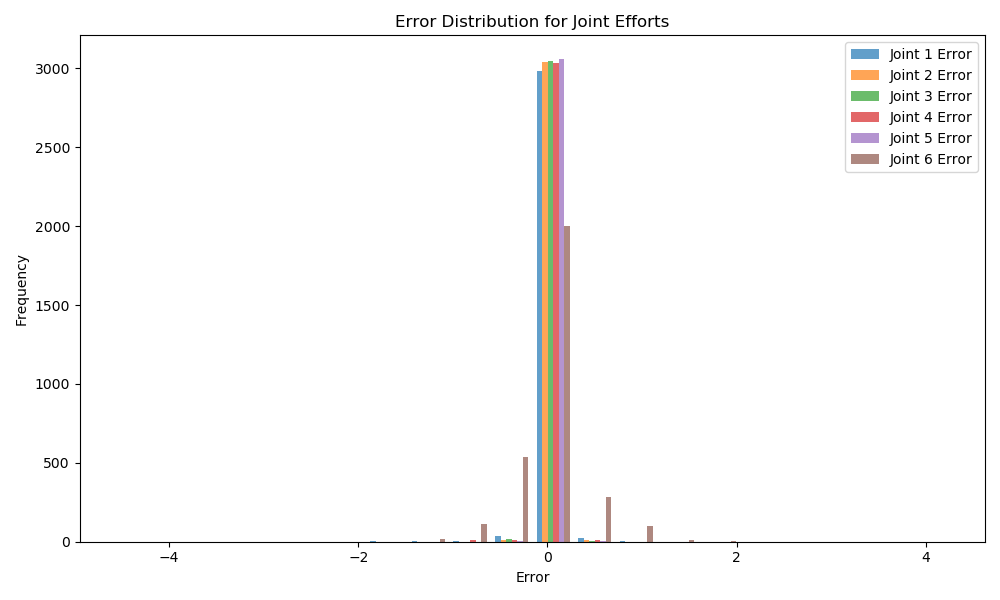 Error Distribution for Joint Efforts
Joint 1 Error
Joint 2 Error
Joint 3 Error
Joint 4 Error
Joint 5 Error
Joint 6 Error
Frequency
3000
2500
2000
1500
1000
500
0
−4
−2
0
2
4
Error